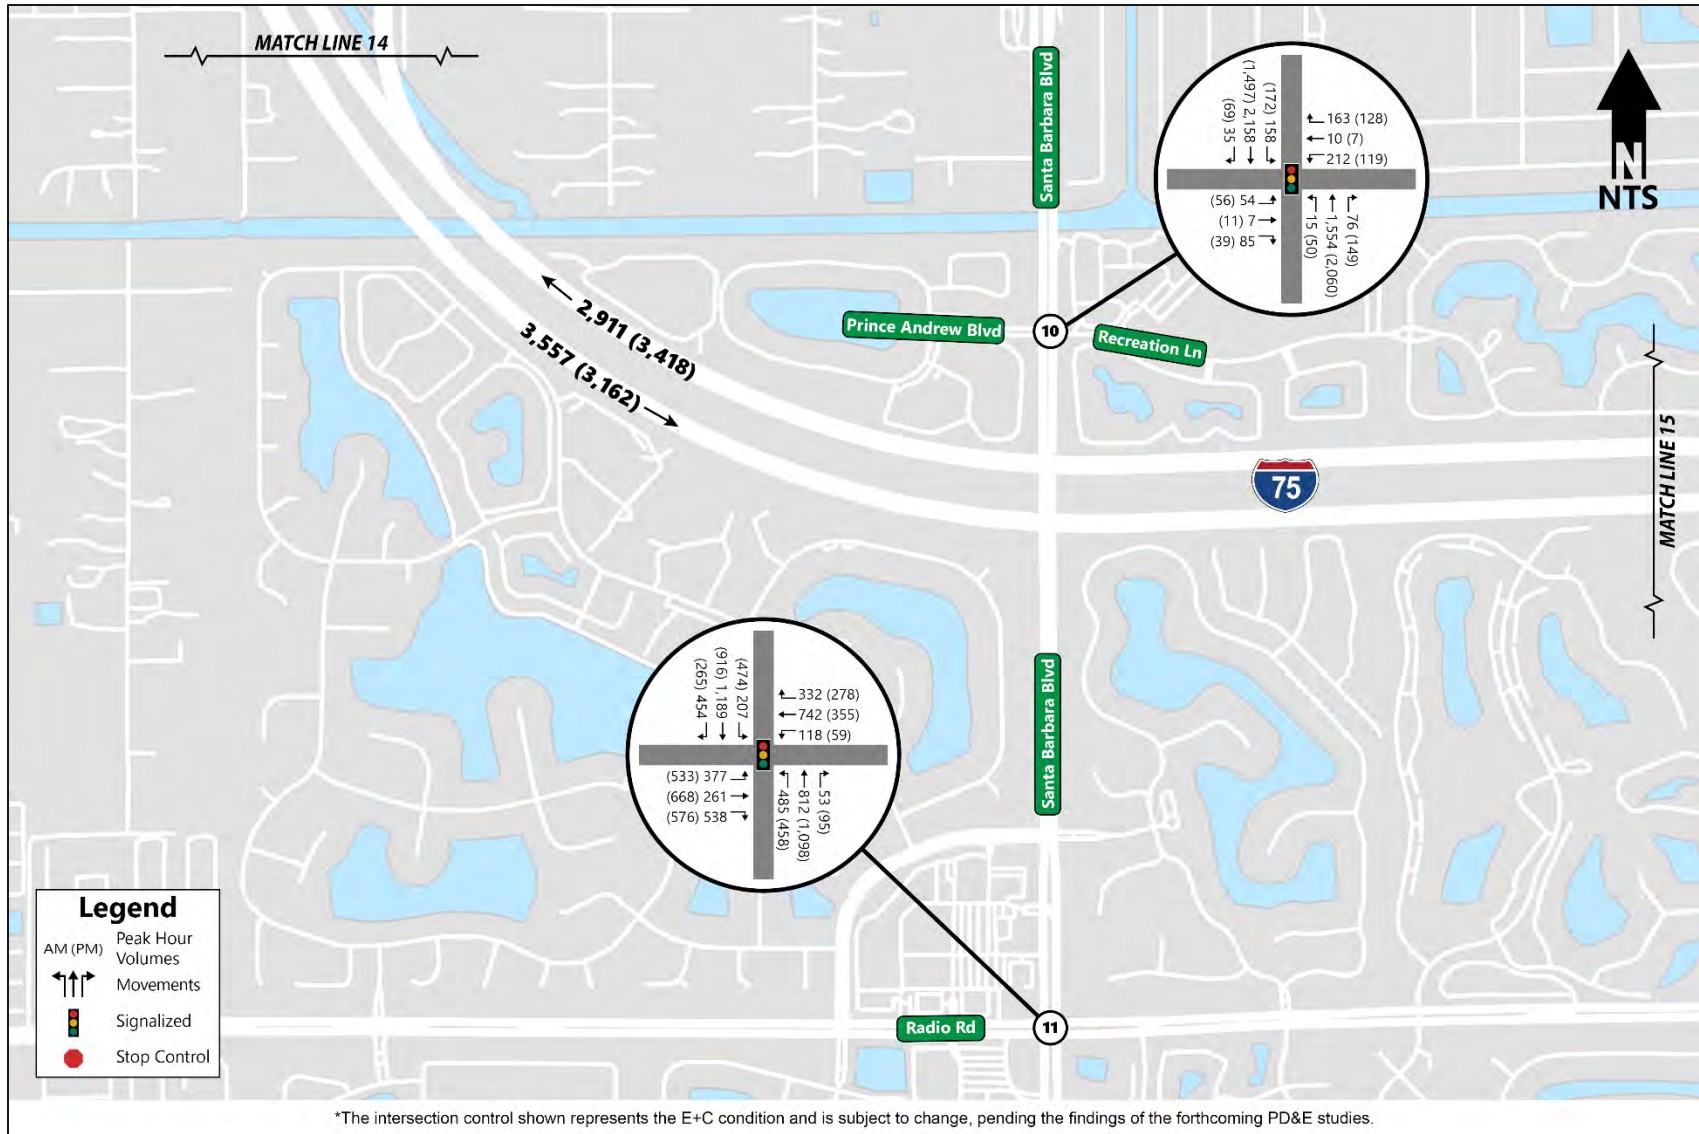 MATCH LINE 14
Santa Barbara Blvd
(69) 35
(1,497) 2,158
(172) 158
163 (128)
10 (7)
212 (119)
(56) 54
(11) 7
(39) 85
15 (50)
1,554 (2,060)
76 (149)
N
NTS
2,911 (3,418)
3,557 (3,162)
Prince Andrew Blvd
10
Recreation Ln
75
MATCH LINE 15
(265) 454
(916) 1,189
(474) 207
332 (278)
742 (355)
118 (59)
(533) 377
(668) 261
(576) 538
485 (458)
812 (1,098)
53 (95)
Santa Barbara Blvd
Legend
AM (PM) Peak Hour
Volumes
Movements
Signalized
Stop Control
Radio Rd
11
*The intersection control shown represents the E+C condition and is subject to change, pending the findings of the forthcoming PD&E studies.